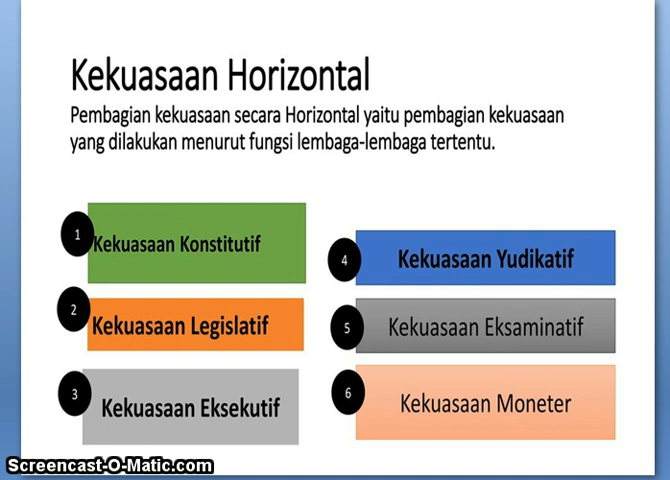 Kekuasaan Horizontal
Pembagian kekuasaan secara Horizontal yaitu pembagian kekuasaan
yang dilakukan menurut fungsi lembaga-lembaga tertentu.
1
Kekuasaan Konstitutif
2
Kekuasaan Legislatif
3
Kekuasaan Eksekutif
4
Kekuasaan Yudikatif
5
Kekuasaan Eksaminatif
6
Kekuasaan Moneter
Screencast-O-Matic.com